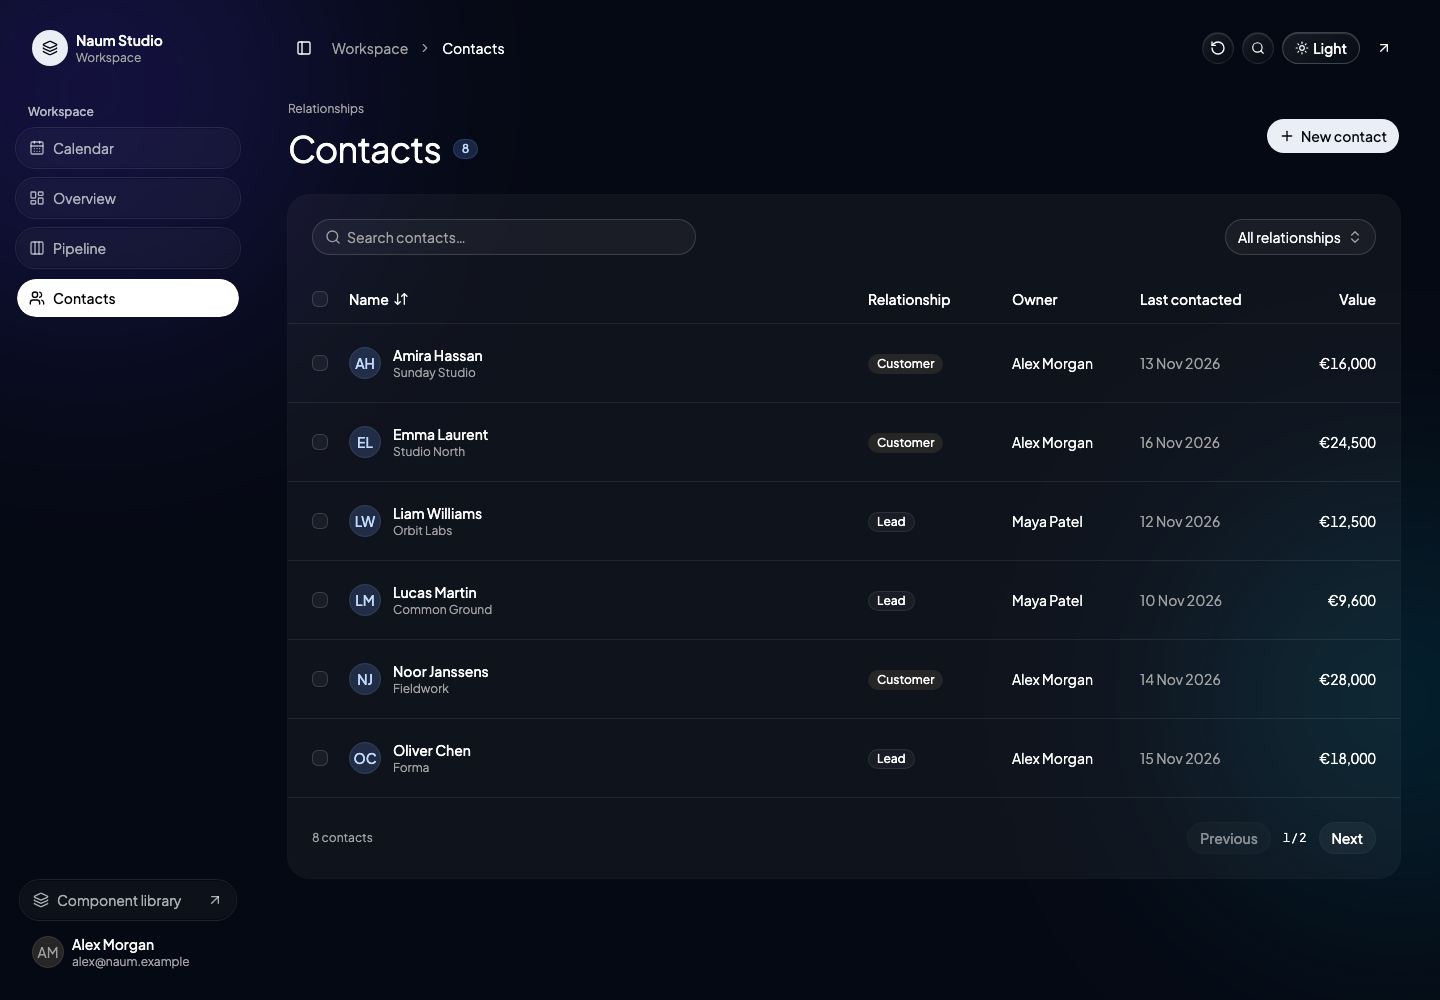 Naum Studio
Workspace
Workspace
Calendar
Overview
Pipeline
Contacts
Component library
AM
Alex Morgan
alex@naum.example
Workspace > Contacts
Light
Relationships
Contacts 8
New contact
Search contacts...
All relationships
Name Relationship Owner Last contacted Value
AH Amira Hassan Customer Alex Morgan 13 Nov 2026 €16,000
Sunday Studio
EL Emma Laurent Customer Alex Morgan 16 Nov 2026 €24,500
Studio North
LW Liam Williams Lead Maya Patel 12 Nov 2026 €12,500
Orbit Labs
LM Lucas Martin Lead Maya Patel 10 Nov 2026 €9,600
Common Ground
NJ Noor Janssens Customer Alex Morgan 14 Nov 2026 €28,000
Fieldwork
OC Oliver Chen Lead Alex Morgan 15 Nov 2026 €18,000
Forma
8 contacts Previous 1/2 Next